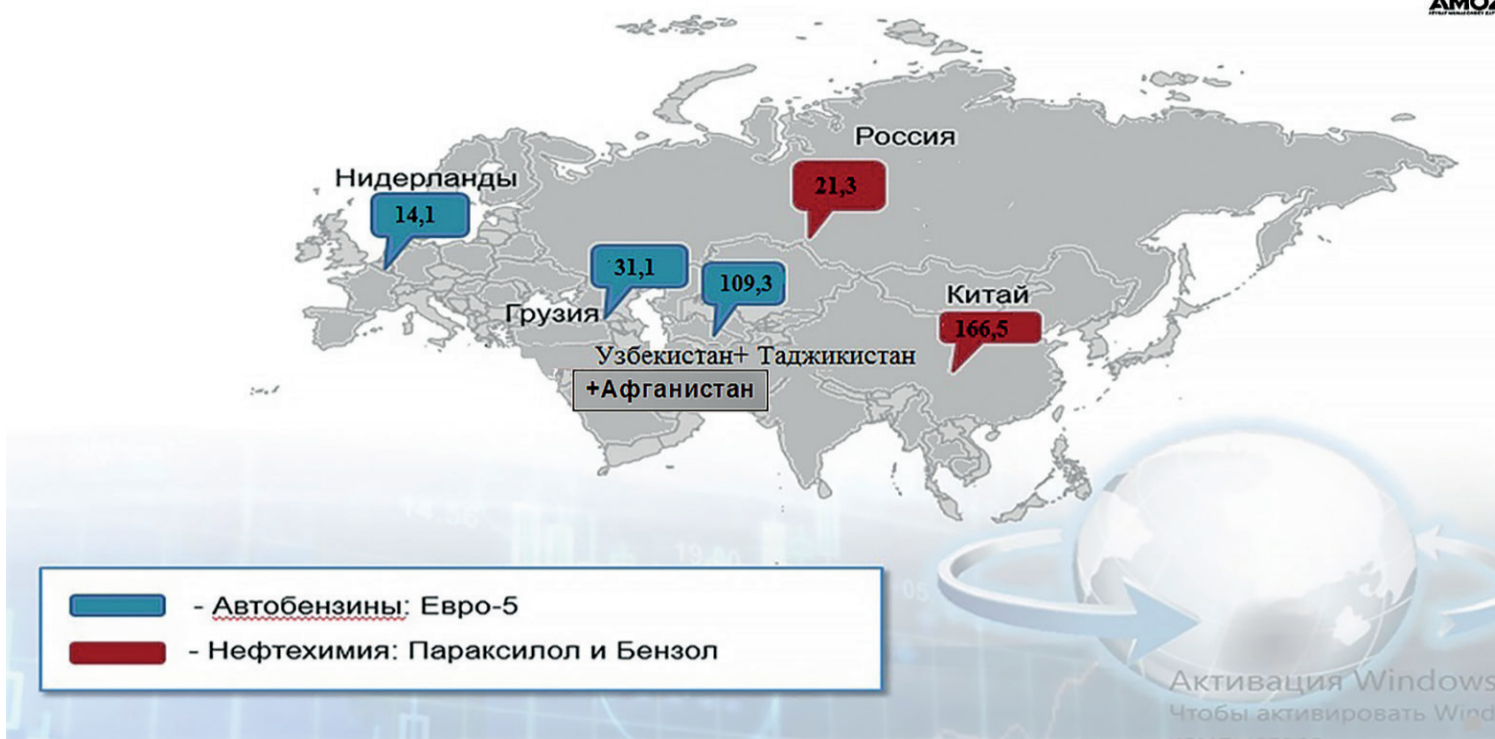 Россия
21,3
Нидерланды
14,1
31,1
109,3
Грузия
Китай
166,5
Узбекистан+ Таджикистан
+Афганистан
- Автобензины: Евро-5
- Нефтехимия: Параксилол и Бензол
Активация Windows
Чтобы активировать Wind